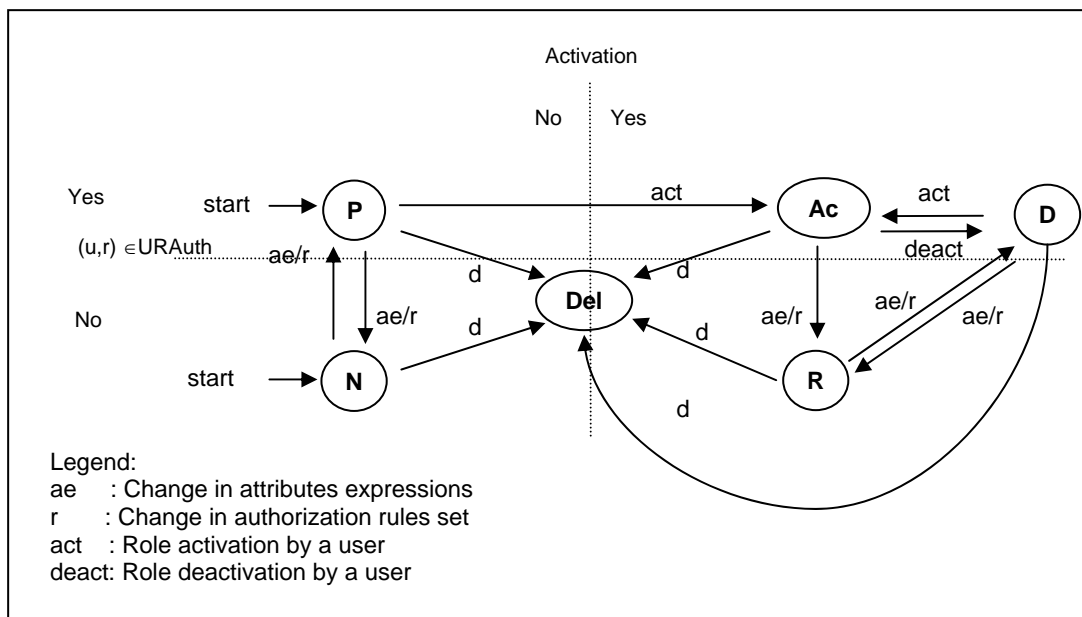 Activation
No Yes
Yes
start
P
act
Ac
act
D
deact
(u,r) ∈URAuth
ae/r
d
d
Del
No
ae/r
d
ae/r
d
ae/r
ae/r
start
N
R
d
Legend:
ae : Change in attributes expressions
r : Change in authorization rules set
act : Role activation by a user
deact: Role deactivation by a user